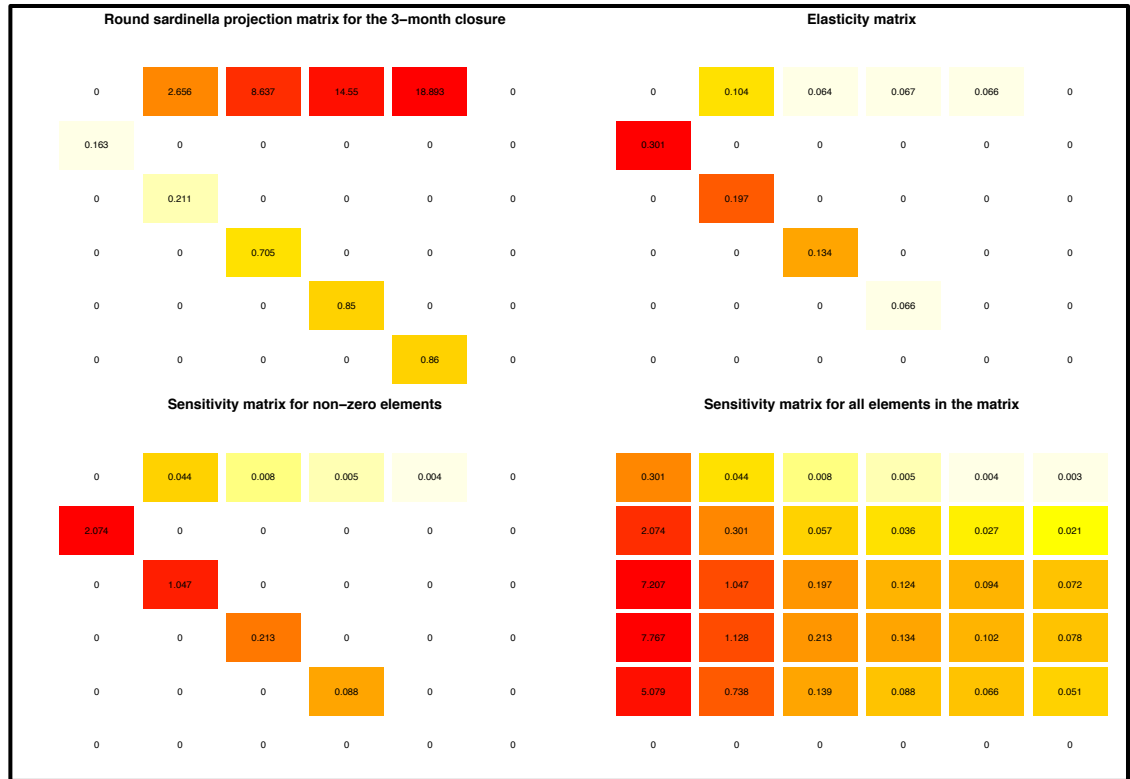 Round sardinella projection matrix for the 3−month closure
0 2.656 8.637 14.55 18.893 0
0.163 0 0 0 0 0
0 0.211 0 0 0 0
0 0 0.705 0 0 0
0 0 0 0.85 0 0
0 0 0 0 0.86 0
Elasticity matrix
0 0.104 0.064 0.067 0.066 0
0.301 0 0 0 0 0
0 0.197 0 0 0 0
0 0 0.134 0 0 0
0 0 0 0.066 0 0
0 0 0 0 0 0
Sensitivity matrix for non−zero elements
0 0.044 0.008 0.005 0.004 0
2.074 0 0 0 0 0
0 1.047 0 0 0 0
0 0 0.213 0 0 0
0 0 0 0.088 0 0
0 0 0 0 0 0
Sensitivity matrix for all elements in the matrix
0.301 0.044 0.008 0.005 0.004 0.003
2.074 0.301 0.057 0.036 0.027 0.021
7.207 1.047 0.197 0.124 0.094 0.072
7.767 1.128 0.213 0.134 0.102 0.078
5.079 0.738 0.139 0.088 0.066 0.051
0 0 0 0 0 0